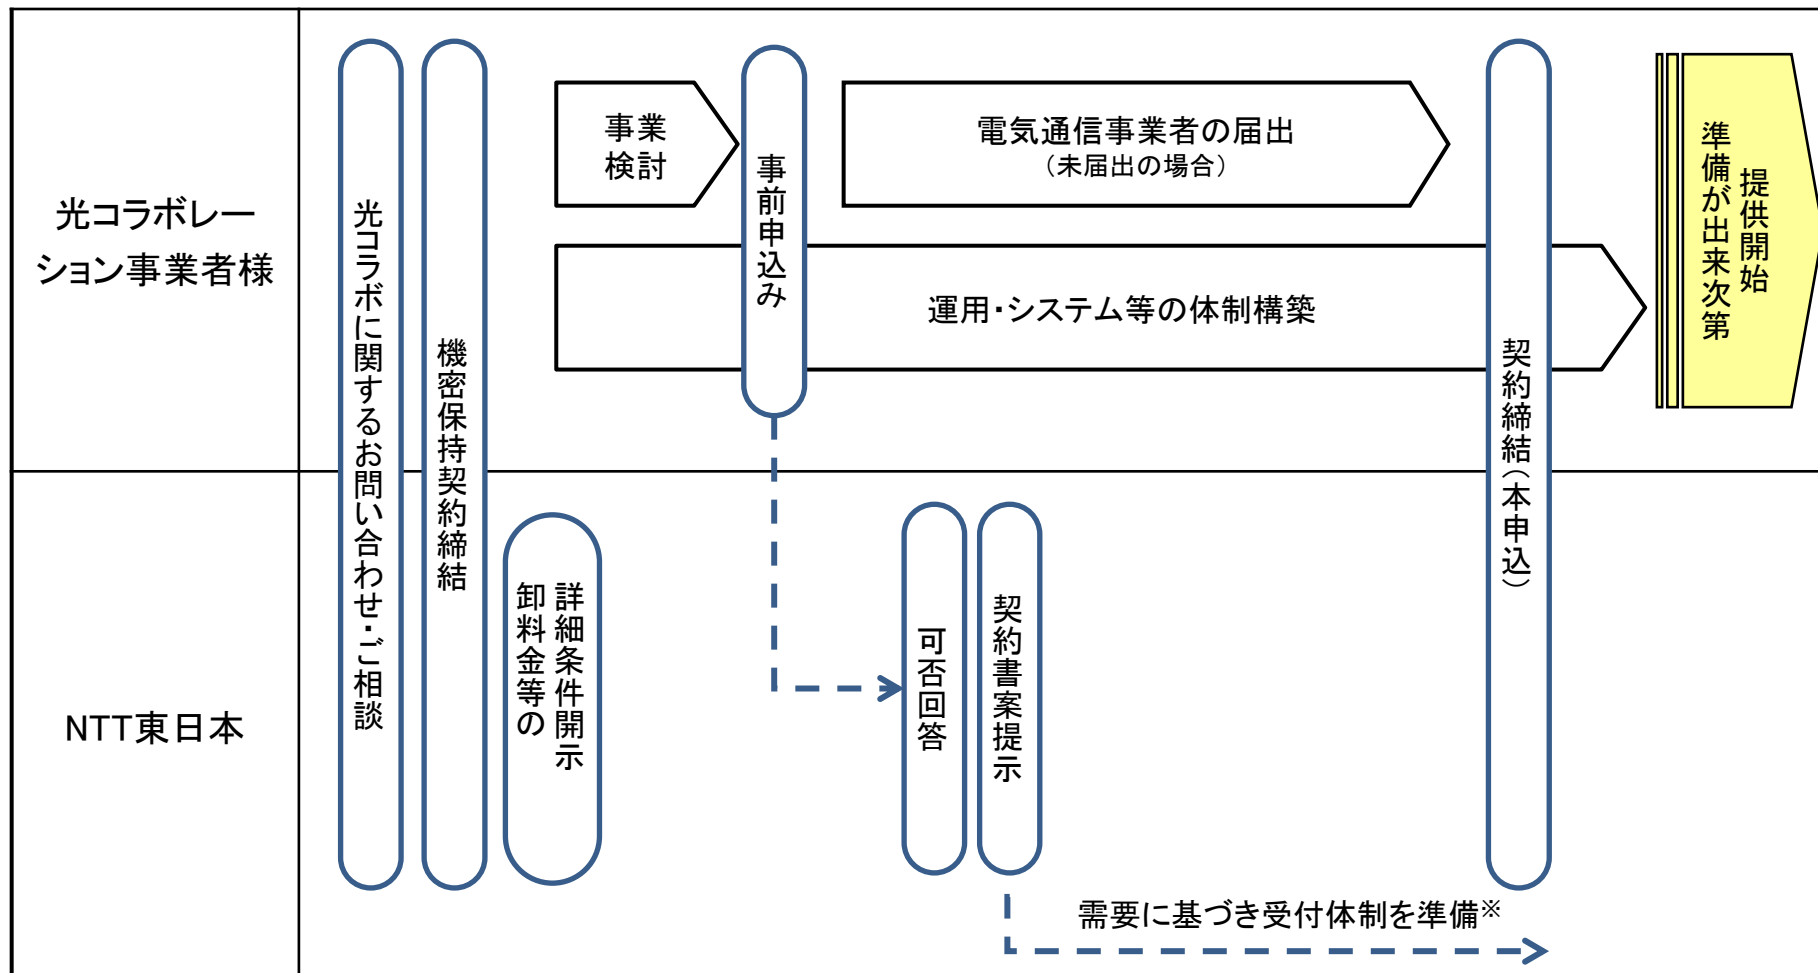 光コラボレー
ション事業者様
光コラボに関するお問い合わせ・ご相談
機密保持契約締結
事業
検討
事前申込み
電気通信事業者の届出
（未届出の場合）
運用・システム等の体制構築
契約締結（本申込）
提供開始
準備が出来次第
NTT東日本
詳細条件開示
卸料金等の
可否回答
契約書案提示
需要に基づき受付体制を準備※